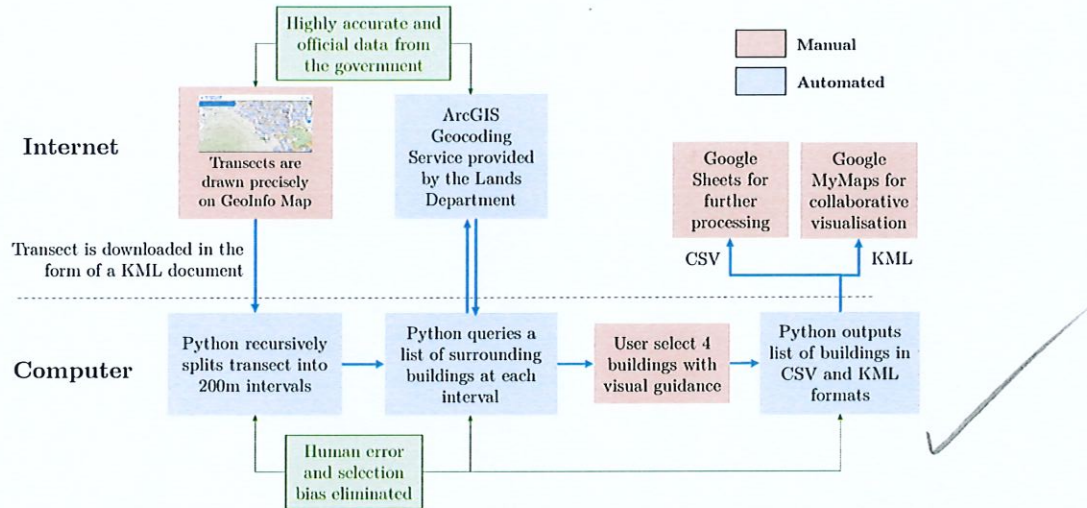 Highly accurate and
official data from
the government
Manual
Automated
Internet
Transects are
drawn precisely
on GeoInfo Map
ArcGIS
Geocoding
Service provided
by the Lands
Department
Google
Sheets for
further
processing
Google
MyMaps for
collaborative
visualisation
Transect is downloaded in the
form of a KML document
CSV
KML
Computer
Python recursively
splits transect into
200m intervals
Python queries a
list of surrounding
buildings at each
interval
User select 4
buildings with
visual guidance
Python outputs
list of buildings in
CSV and KML
formats
Human error
and selection
bias eliminated